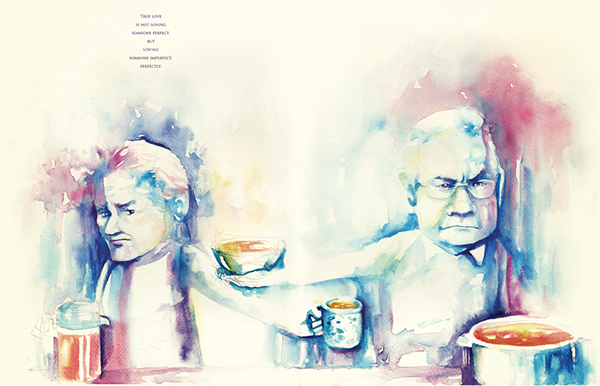 True love
is not loving
someone perfect,
but
loving
someone imperfect,
perfectly.